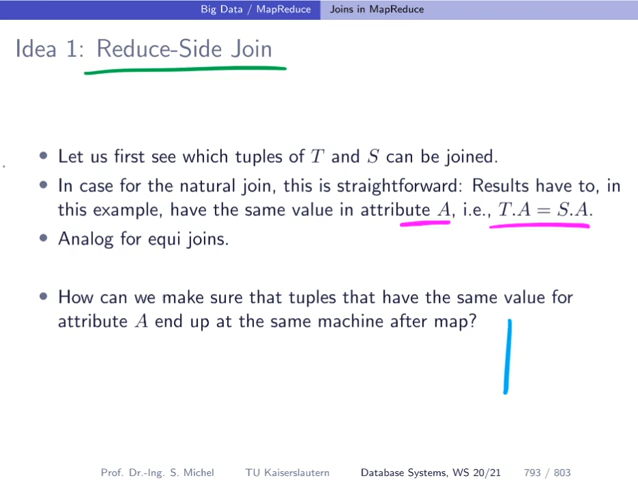 Big Data / MapReduce Joins in MapReduce
Idea 1: Reduce-Side Join
• Let us first see which tuples of T and S can be joined.
• In case for the natural join, this is straightforward: Results have to, in
this example, have the same value in attribute A, i.e., T.A = S.A.
• Analog for equi joins.
• How can we make sure that tuples that have the same value for
attribute A end up at the same machine after map?
Prof. Dr.-Ing. S. Michel TU Kaiserslautern Database Systems, WS 20/21 793 / 803